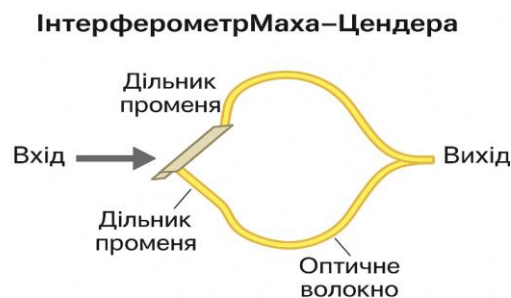 ІнтерферометрМаха–Цендера
Дільник
променя
Вхід
Вихід
Дільник
променя
Оптичне
волокно